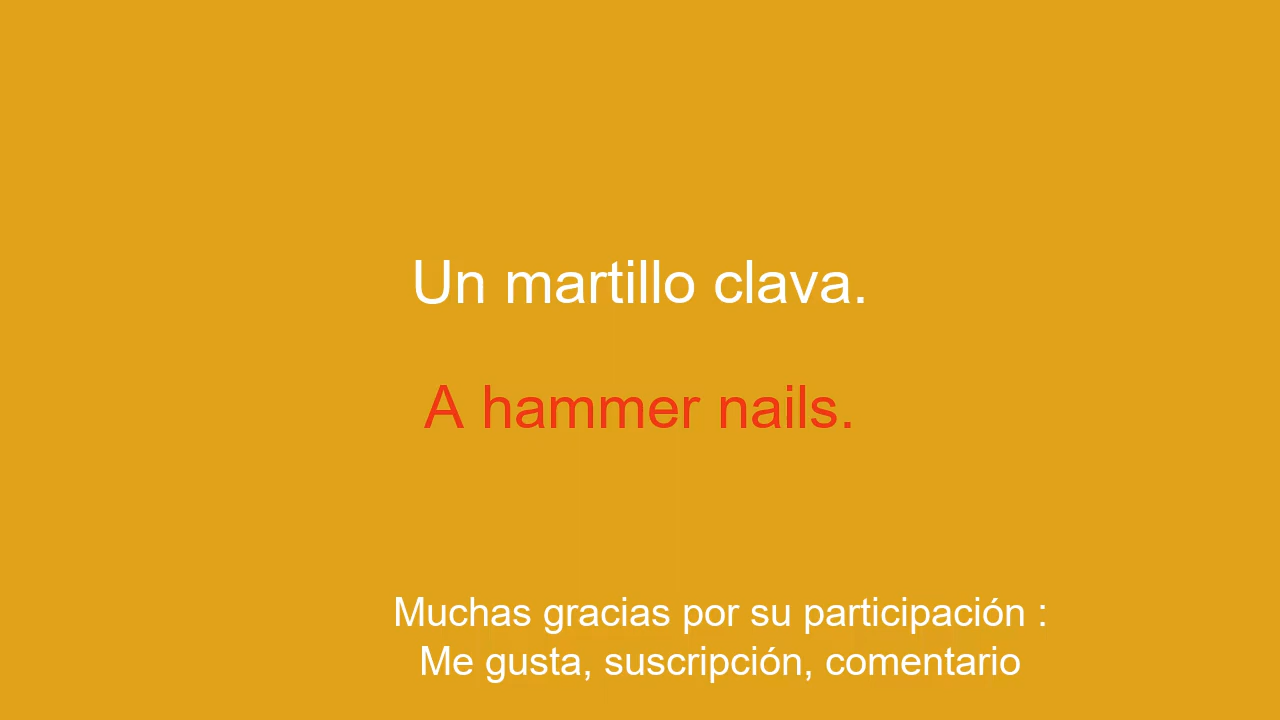 Un martillo clava.
A hammer nails.
Muchas gracias por su participación :
Me gusta, suscripción, comentario